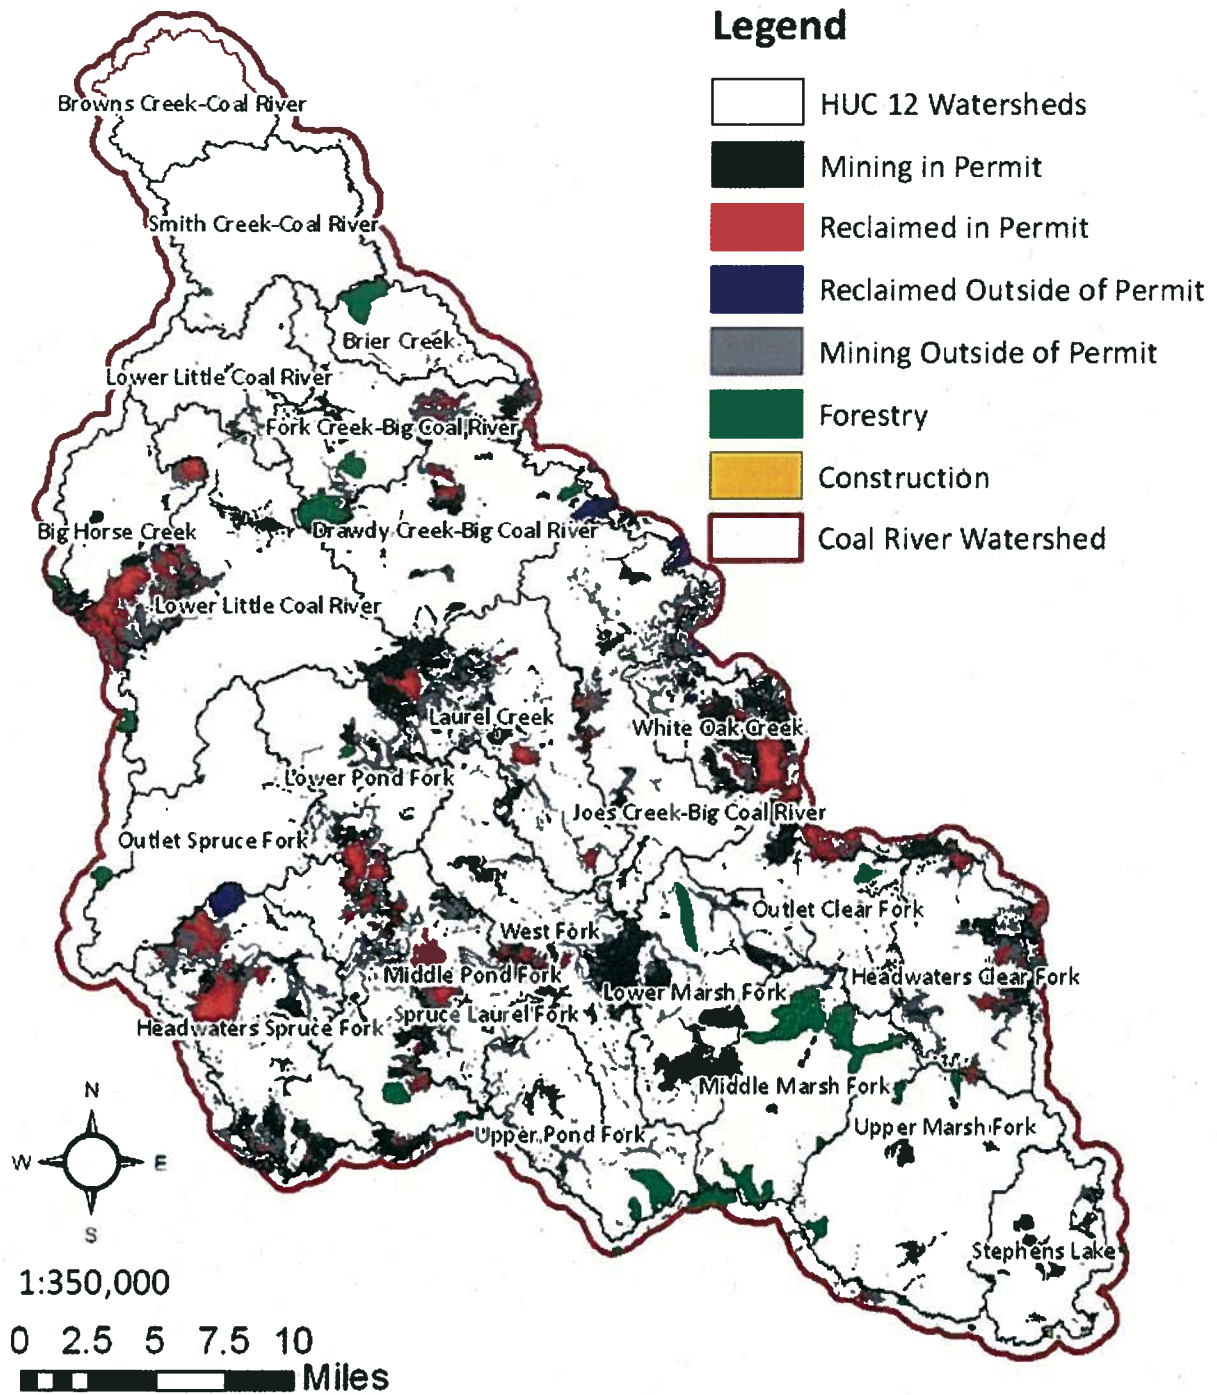 Legend
HUC 12 Watersheds
Mining in Permit
Reclaimed in Permit
Reclaimed Outside of Permit
Mining Outside of Permit
Forestry
Construction
Coal River Watershed
Browns Creek-Coal River
Smith Creek-Coal River
Brier Creek
Lower Little Coal River
Fork Creek-Big Coal River
Big Horse Creek
Drawdy Creek-Big Coal River
Lower Little Coal River
Laurel Creek
White Oak Creek
Lower Pond Fork
Joes Creek-Big Coal River
Outlet Spruce Fork
Outlet Clear Fork
West Fork
Middle Pond Fork
Headwaters Clear Fork
Lower Marsh Fork
Spruce Laurel Fork
Headwaters Spruce Fork
Middle Marsh Fork
Upper Marsh Fork
Upper Pond Fork
Stephens Lake
N
W E
S
1:350,000
0 2.5 5 7.5 10
Miles